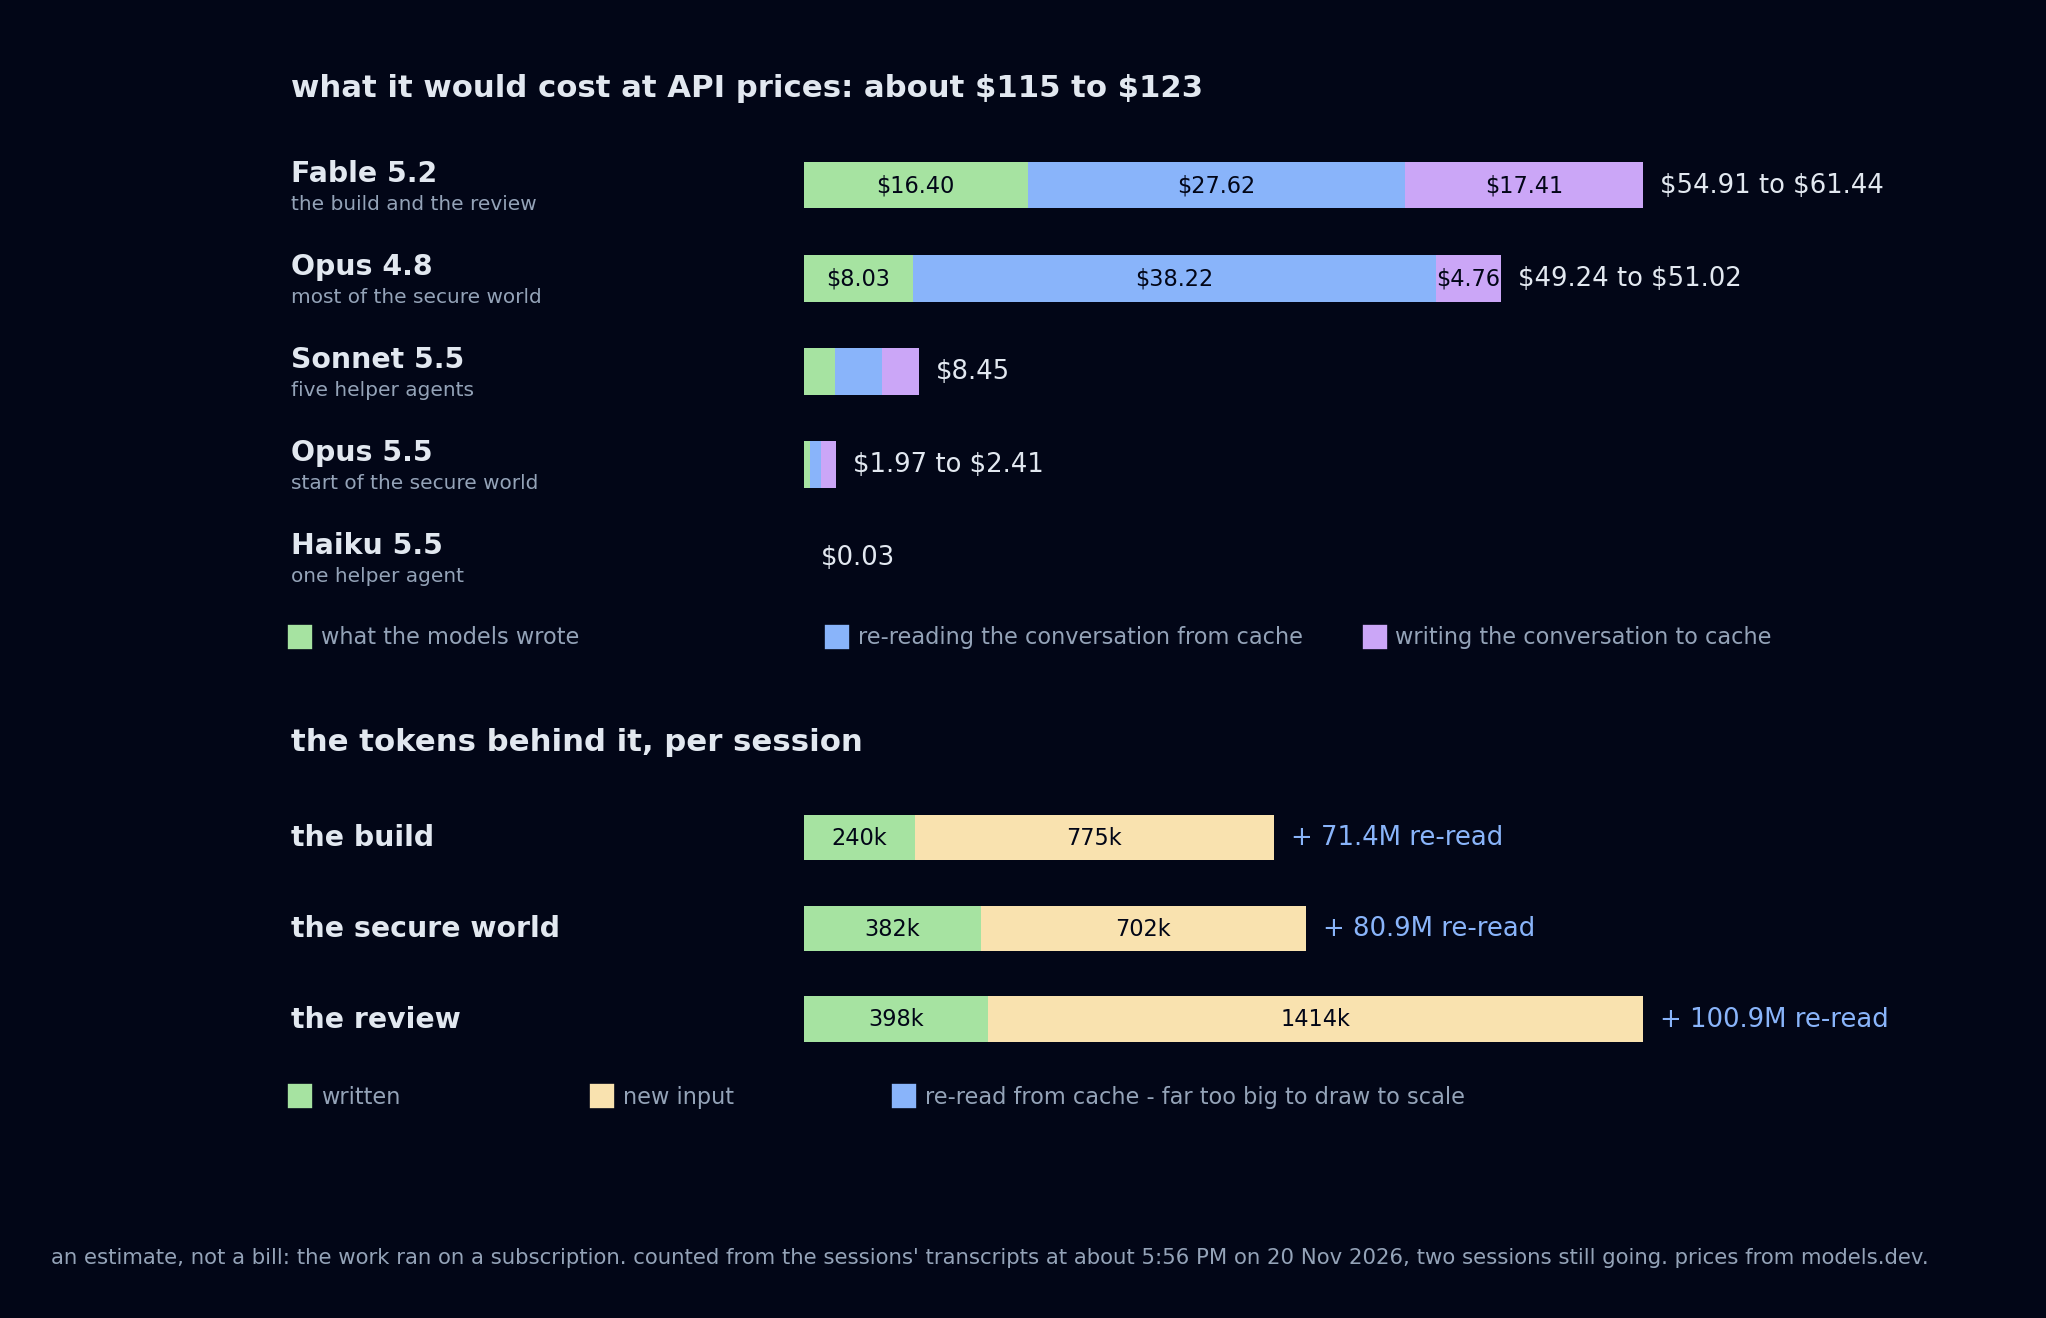 what it would cost at API prices: about $115 to $123
Fable 5.2
the build and the review
$16.40 $27.62 $17.41 $54.91 to $61.44
Opus 4.8
most of the secure world
$8.03 $38.22 $4.76 $49.24 to $51.02
Sonnet 5.5
five helper agents
$8.45
Opus 5.5
start of the secure world
$1.97 to $2.41
Haiku 5.5
one helper agent
$0.03
what the models wrote re-reading the conversation from cache writing the conversation to cache
the tokens behind it, per session
the build 240k 775k + 71.4M re-read
the secure world 382k 702k + 80.9M re-read
the review 398k 1414k + 100.9M re-read
written new input re-read from cache - far too big to draw to scale
an estimate, not a bill: the work ran on a subscription. counted from the sessions' transcripts at about 5:56 PM on 20 Nov 2026, two sessions still going. prices from models.dev.